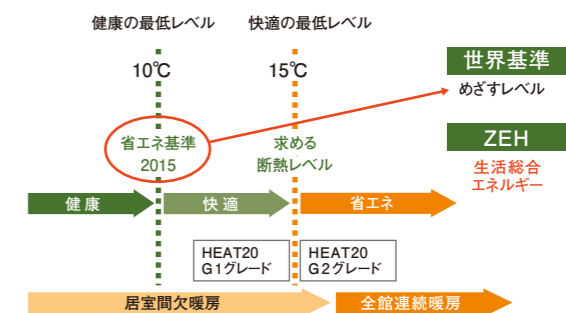 健康の最低レベル
快適の最低レベル
10℃
15℃
世界基準
めざすレベル
省エネ基準
2015
求める
断熱レベル
ZEH
生活総合
エネルギー
健康
快適
省エネ
HEAT20
G1グレード
HEAT20
G2グレード
居室間欠暖房
全館連続暖房